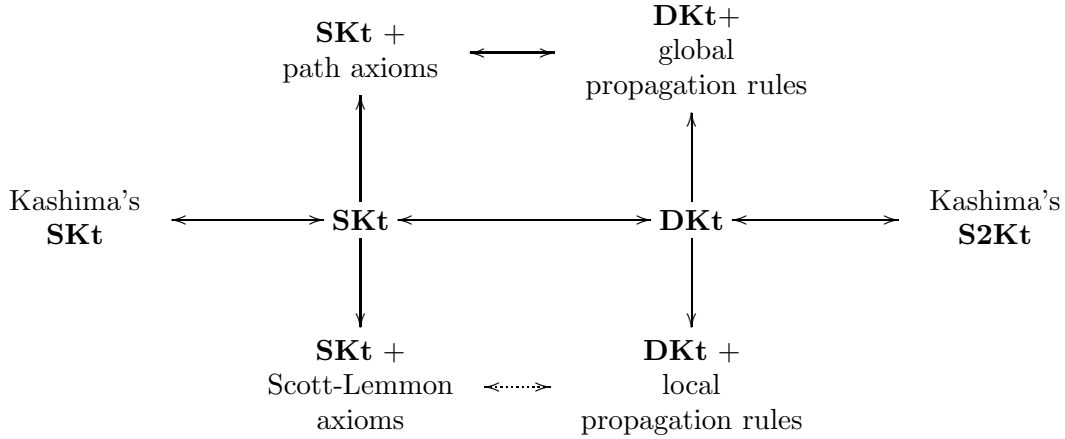 SKt +
path axioms
DKt+
global
propagation rules
Kashima's
SKt
SKt
DKt
Kashima's
S2Kt
SKt +
Scott-Lemmon
axioms
DKt +
local
propagation rules